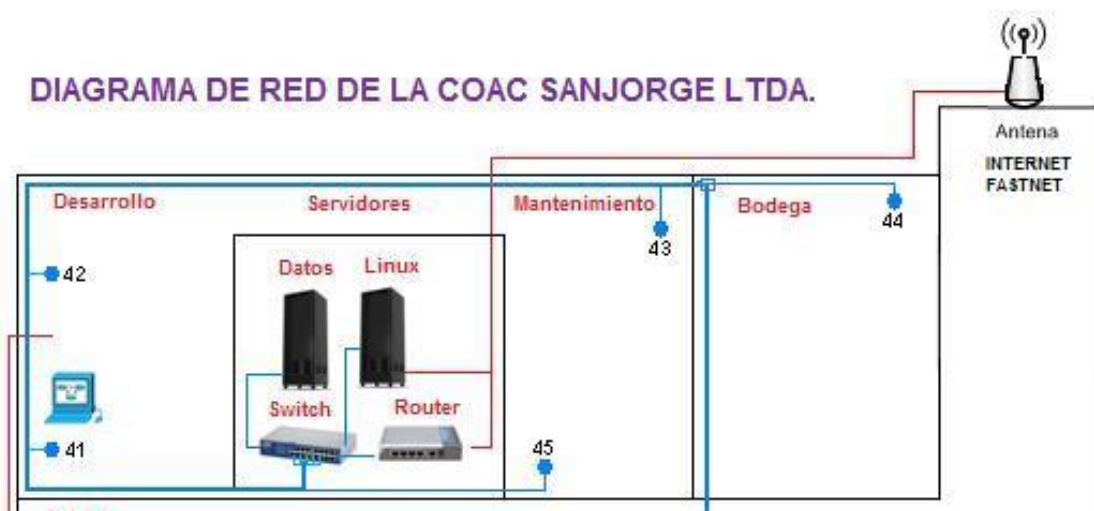 DIAGRAMA DE RED DE LA COAC SANJORGE LTDA.
Antena
INTERNET
FASTNET
Desarrollo
Servidores
Mantenimiento
Bodega
44
43
42
Datos
Linux
Switch
Router
41
45